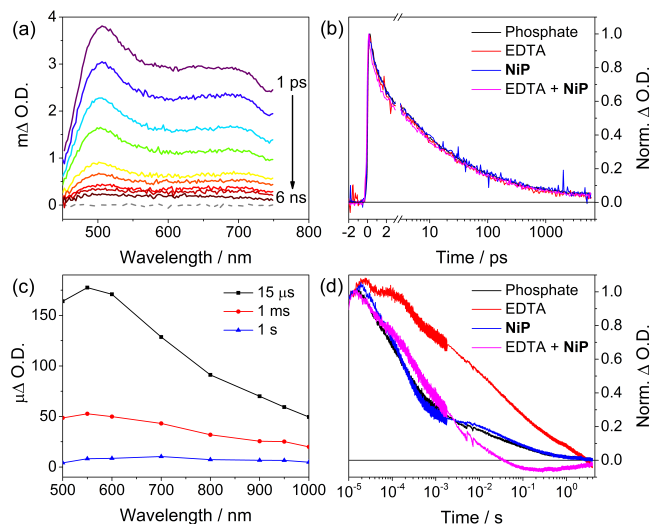 (a)
4
3
2
1
0
mΔ O.D.
1 ps
6 ns
500 600 700 800
Wavelength / nm
(b)
Phosphate
EDTA
NiP
EDTA + NiP
1.0
0.8
0.6
0.4
0.2
0.0
Norm. Δ O.D.
-2 0 2 10 100 1000
Time / ps
(c)
150
100
50
0
μΔ O.D.
15 μs
1 ms
1 s
500 600 700 800 900 1000
Wavelength / nm
(d)
Phosphate
EDTA
NiP
EDTA + NiP
1.0
0.8
0.6
0.4
0.2
0.0
Norm. Δ O.D.
10⁻⁵ 10⁻⁴ 10⁻³ 10⁻² 10⁻¹ 10⁰
Time / s